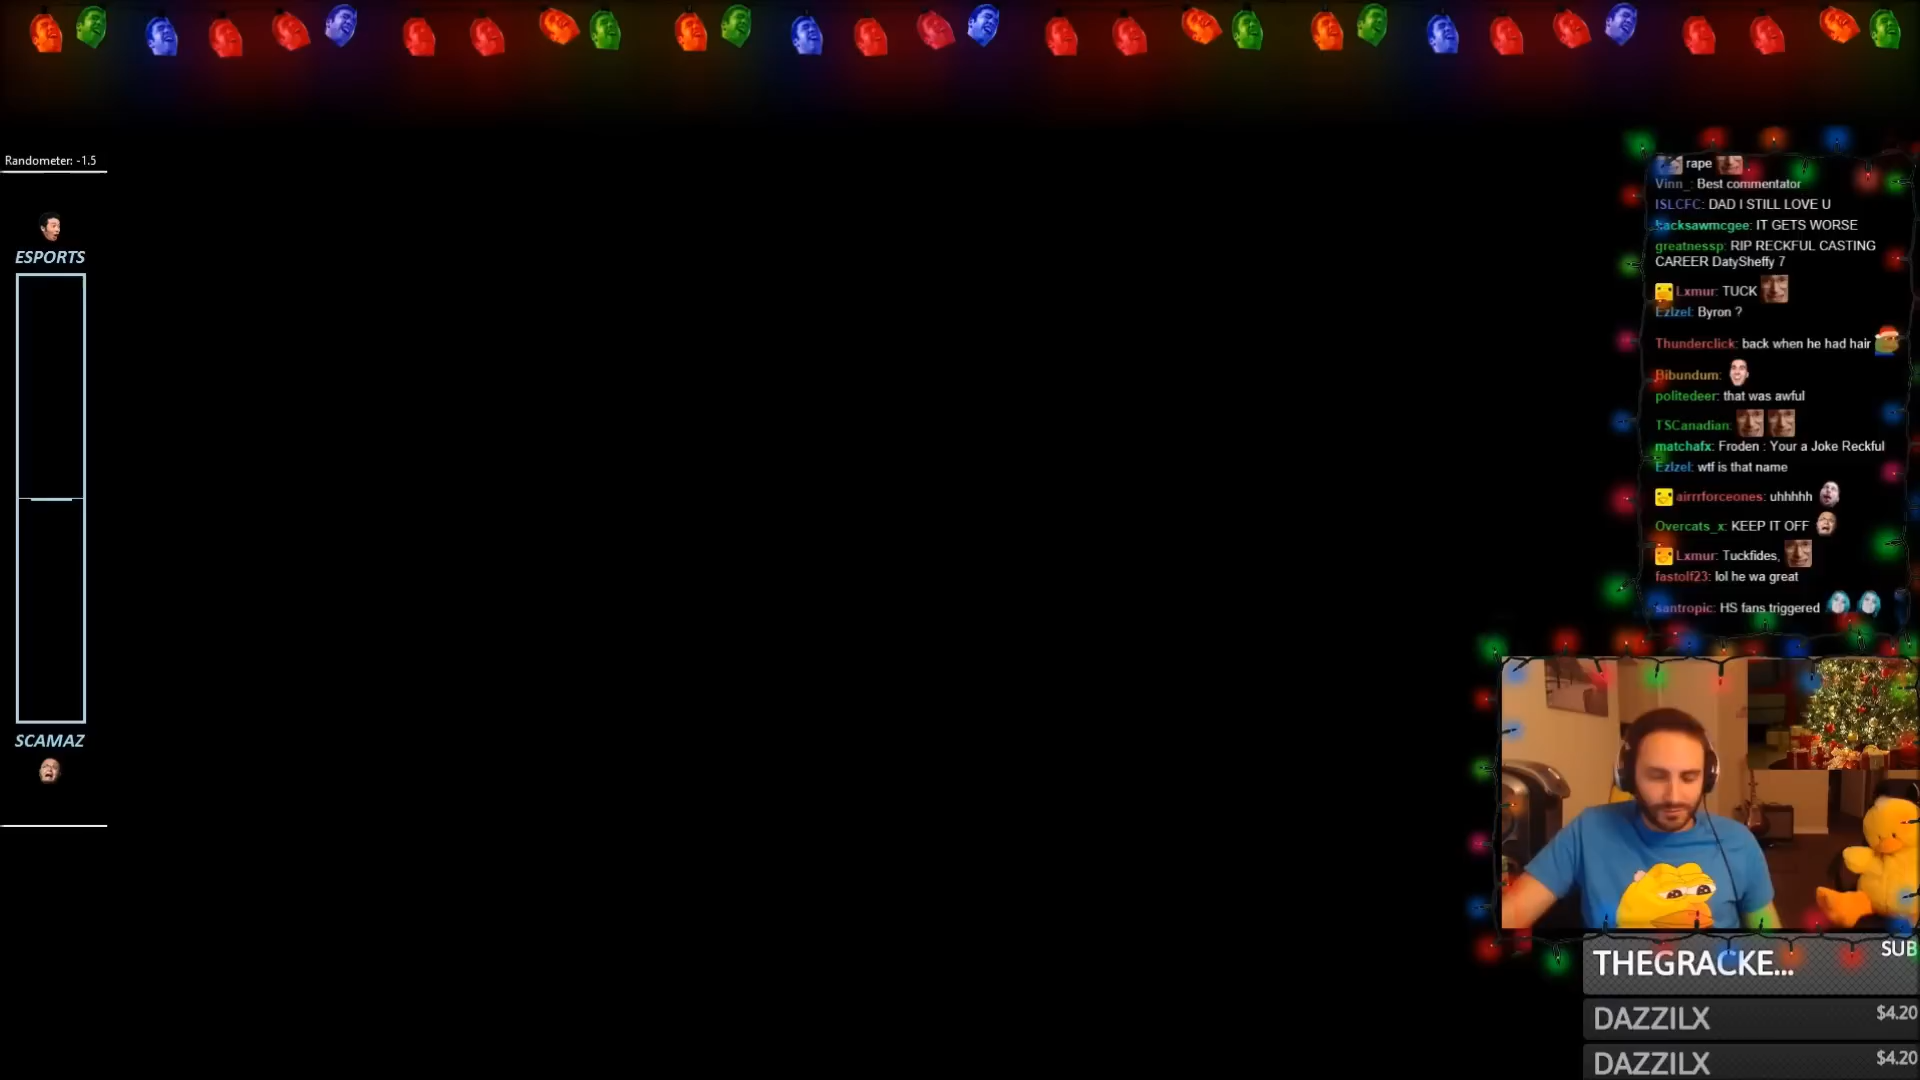 Randometer: -1.5
ESPORTS
SCAMAZ
rape
Vinn_: Best commentator
ISLCFC: DAD I STILL LOVE U
hacksawmcgee: IT GETS WORSE
greatnessp: RIP RECKFUL CASTING
CAREER DatySheffy 7
Lxmur: TUCK
Ezlzel: Byron ?
Thunderclick: back when he had hair
Bibundum:
politedeer: that was awful
TSCanadian:
matchafx: Froden : Your a Joke Reckful
Ezlzel: wtf is that name
airrrforceones: uhhhhh
Overcats_x: KEEP IT OFF
Lxmur: Tuckfides,
fastolf23: lol he wa great
santropic: HS fans triggered
THEGRACKE... SUB
DAZZILX $4.20
DAZZILX $4.20